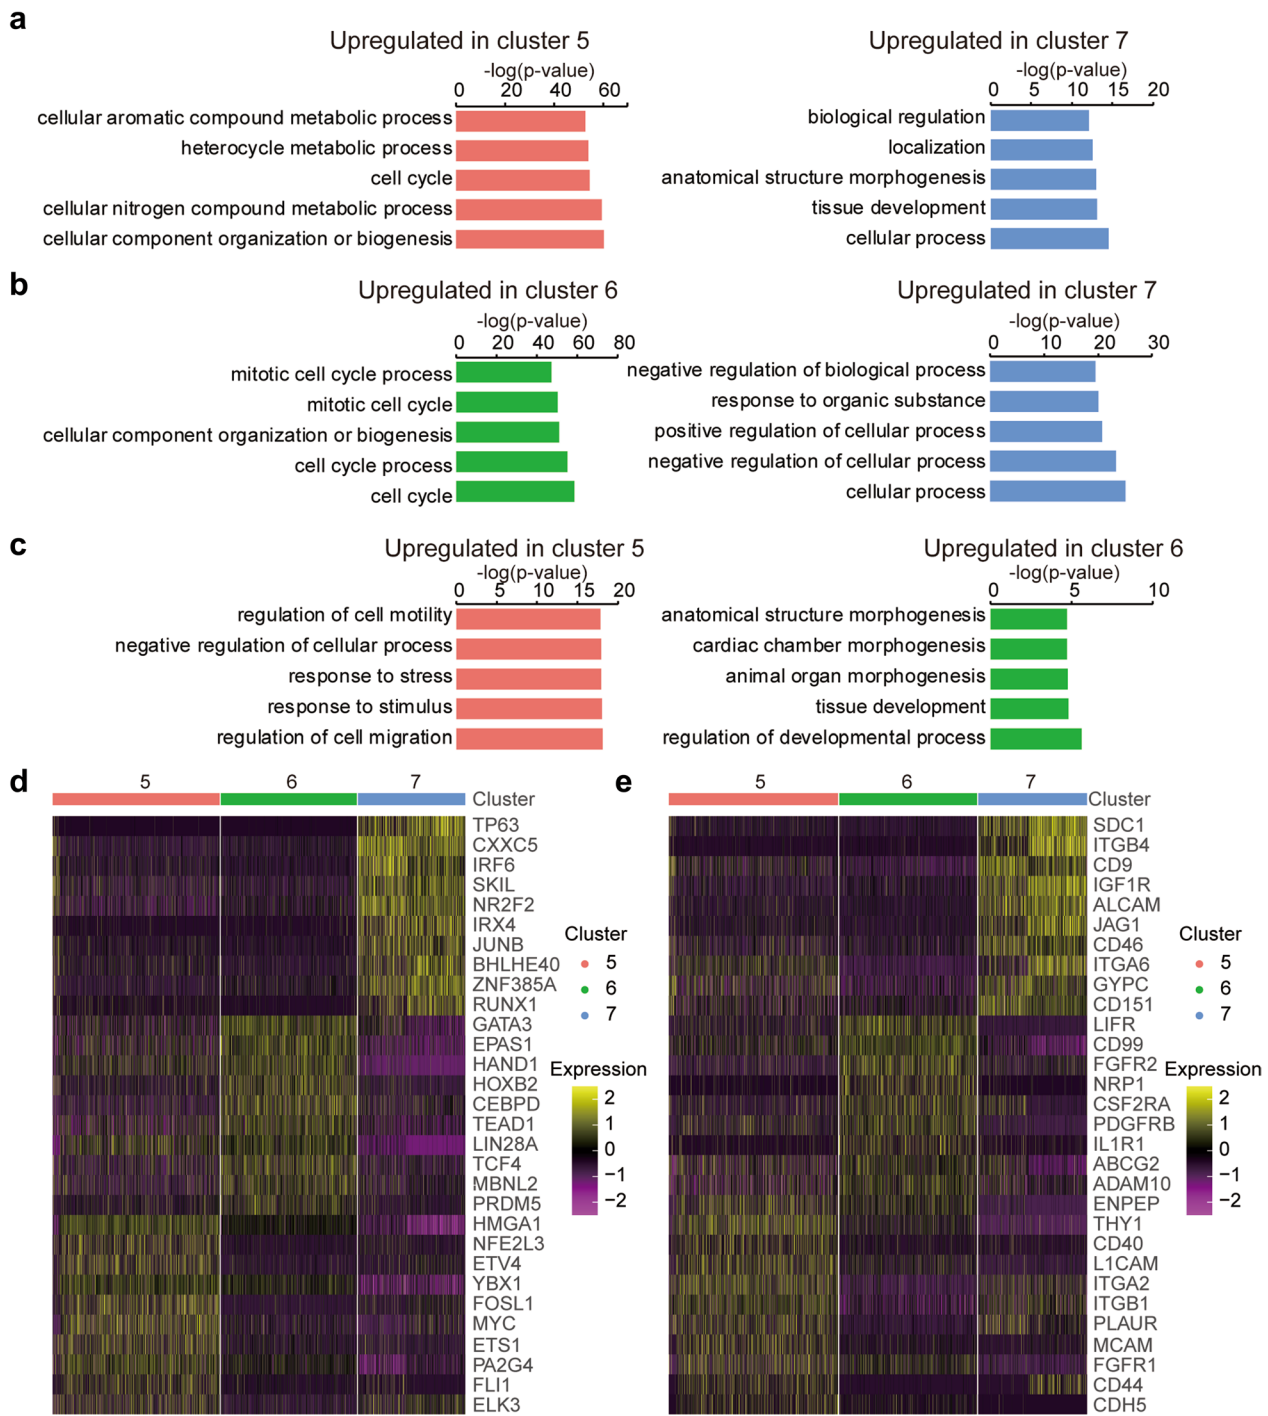 a
Upregulated in cluster 5
-log(p-value)
0 20 40 60
cellular aromatic compound metabolic process
heterocycle metabolic process
cell cycle
cellular nitrogen compound metabolic process
cellular component organization or biogenesis
Upregulated in cluster 7
-log(p-value)
0 5 10 15 20
biological regulation
localization
anatomical structure morphogenesis
tissue development
cellular process
b
Upregulated in cluster 6
-log(p-value)
0 20 40 60 80
mitotic cell cycle process
mitotic cell cycle
cellular component organization or biogenesis
cell cycle process
cell cycle
Upregulated in cluster 7
-log(p-value)
0 10 20 30
negative regulation of biological process
response to organic substance
positive regulation of cellular process
negative regulation of cellular process
cellular process
c
Upregulated in cluster 5
-log(p-value)
0 5 10 15 20
regulation of cell motility
negative regulation of cellular process
response to stress
response to stimulus
regulation of cell migration
Upregulated in cluster 6
-log(p-value)
0 5 10
anatomical structure morphogenesis
cardiac chamber morphogenesis
animal organ morphogenesis
tissue development
regulation of developmental process
d
5 6 7
Cluster
TP63
CXXC5
IRF6
SKIL
NR2F2
IRX4
JUNB
BHLHE40
ZNF385A
RUNX1
GATA3
EPAS1
HAND1
HOXB2
CEBPD
TEAD1
LIN28A
TCF4
MBNL2
PRDM5
HMGA1
NFE2L3
ETV4
YBX1
FOSL1
MYC
ETS1
PA2G4
FLI1
ELK3
Cluster
5
6
7
Expression
2
1
0
−1
−2
e
5 6 7
Cluster
SDC1
ITGB4
CD9
IGF1R
ALCAM
JAG1
CD46
ITGA6
GYPC
CD151
LIFR
CD99
FGFR2
NRP1
CSF2RA
PDGFRB
IL1R1
ABCG2
ADAM10
ENPEP
THY1
CD40
L1CAM
ITGA2
ITGB1
PLAUR
MCAM
FGFR1
CD44
CDH5
Cluster
5
6
7
Expression
2
1
0
−1
−2